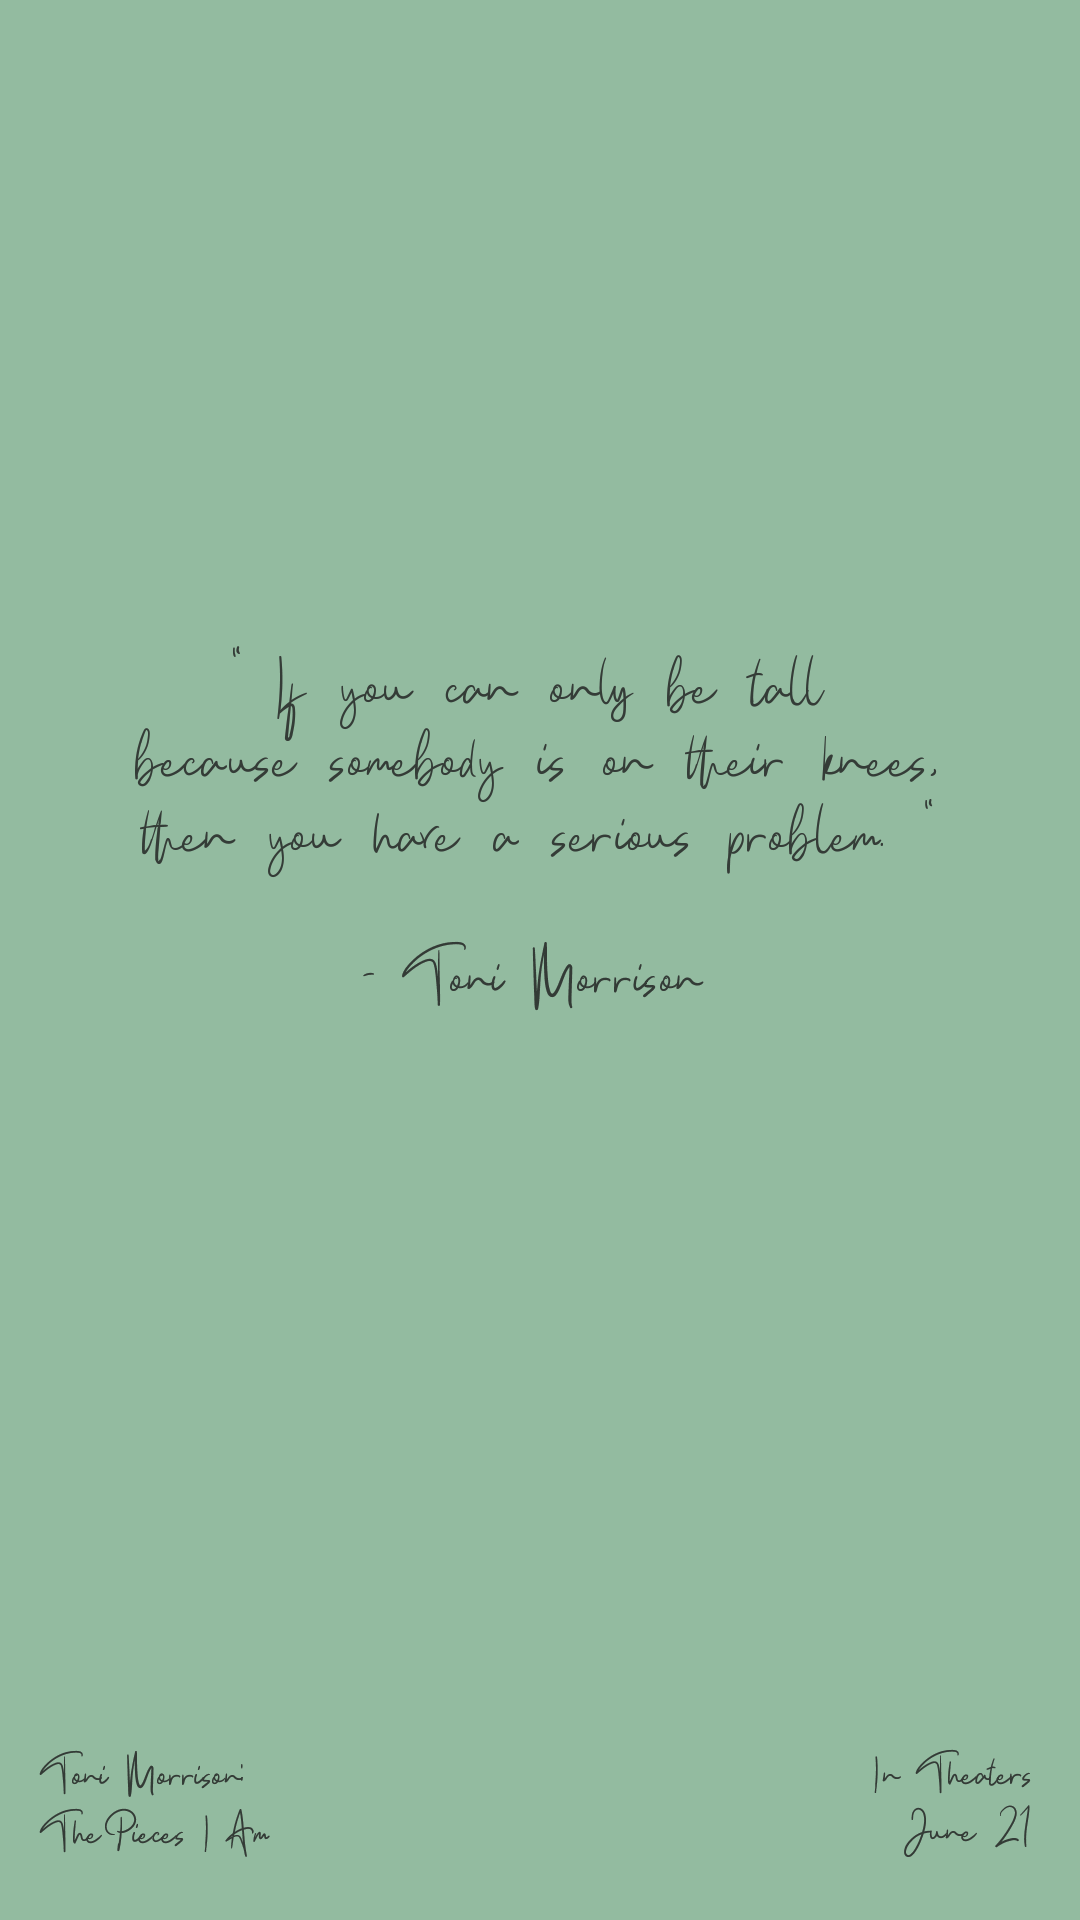 " If you can only be tall
because somebody is on their knees,
then you have a serious problem. "
- Toni Morrison
Toni Morrison:
The Pieces I Am
In Theaters
June 21